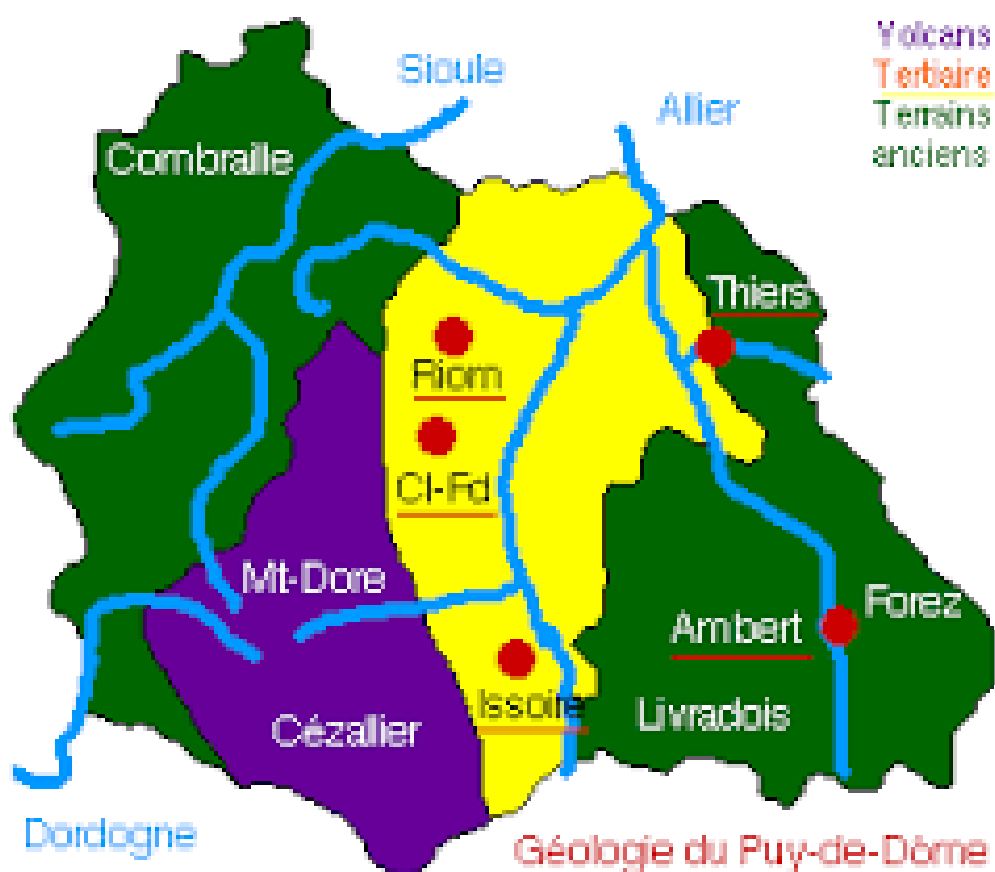 Volcans
Tertiaire
Terrains
anciens
Sioule
Allier
Combraille
Thiers
Riom
Cl-Fd
Mt-Dore
Forez
Ambert
Issoire
Livradois
Cézallier
Dordogne
Géologie du Puy-de-Dôme